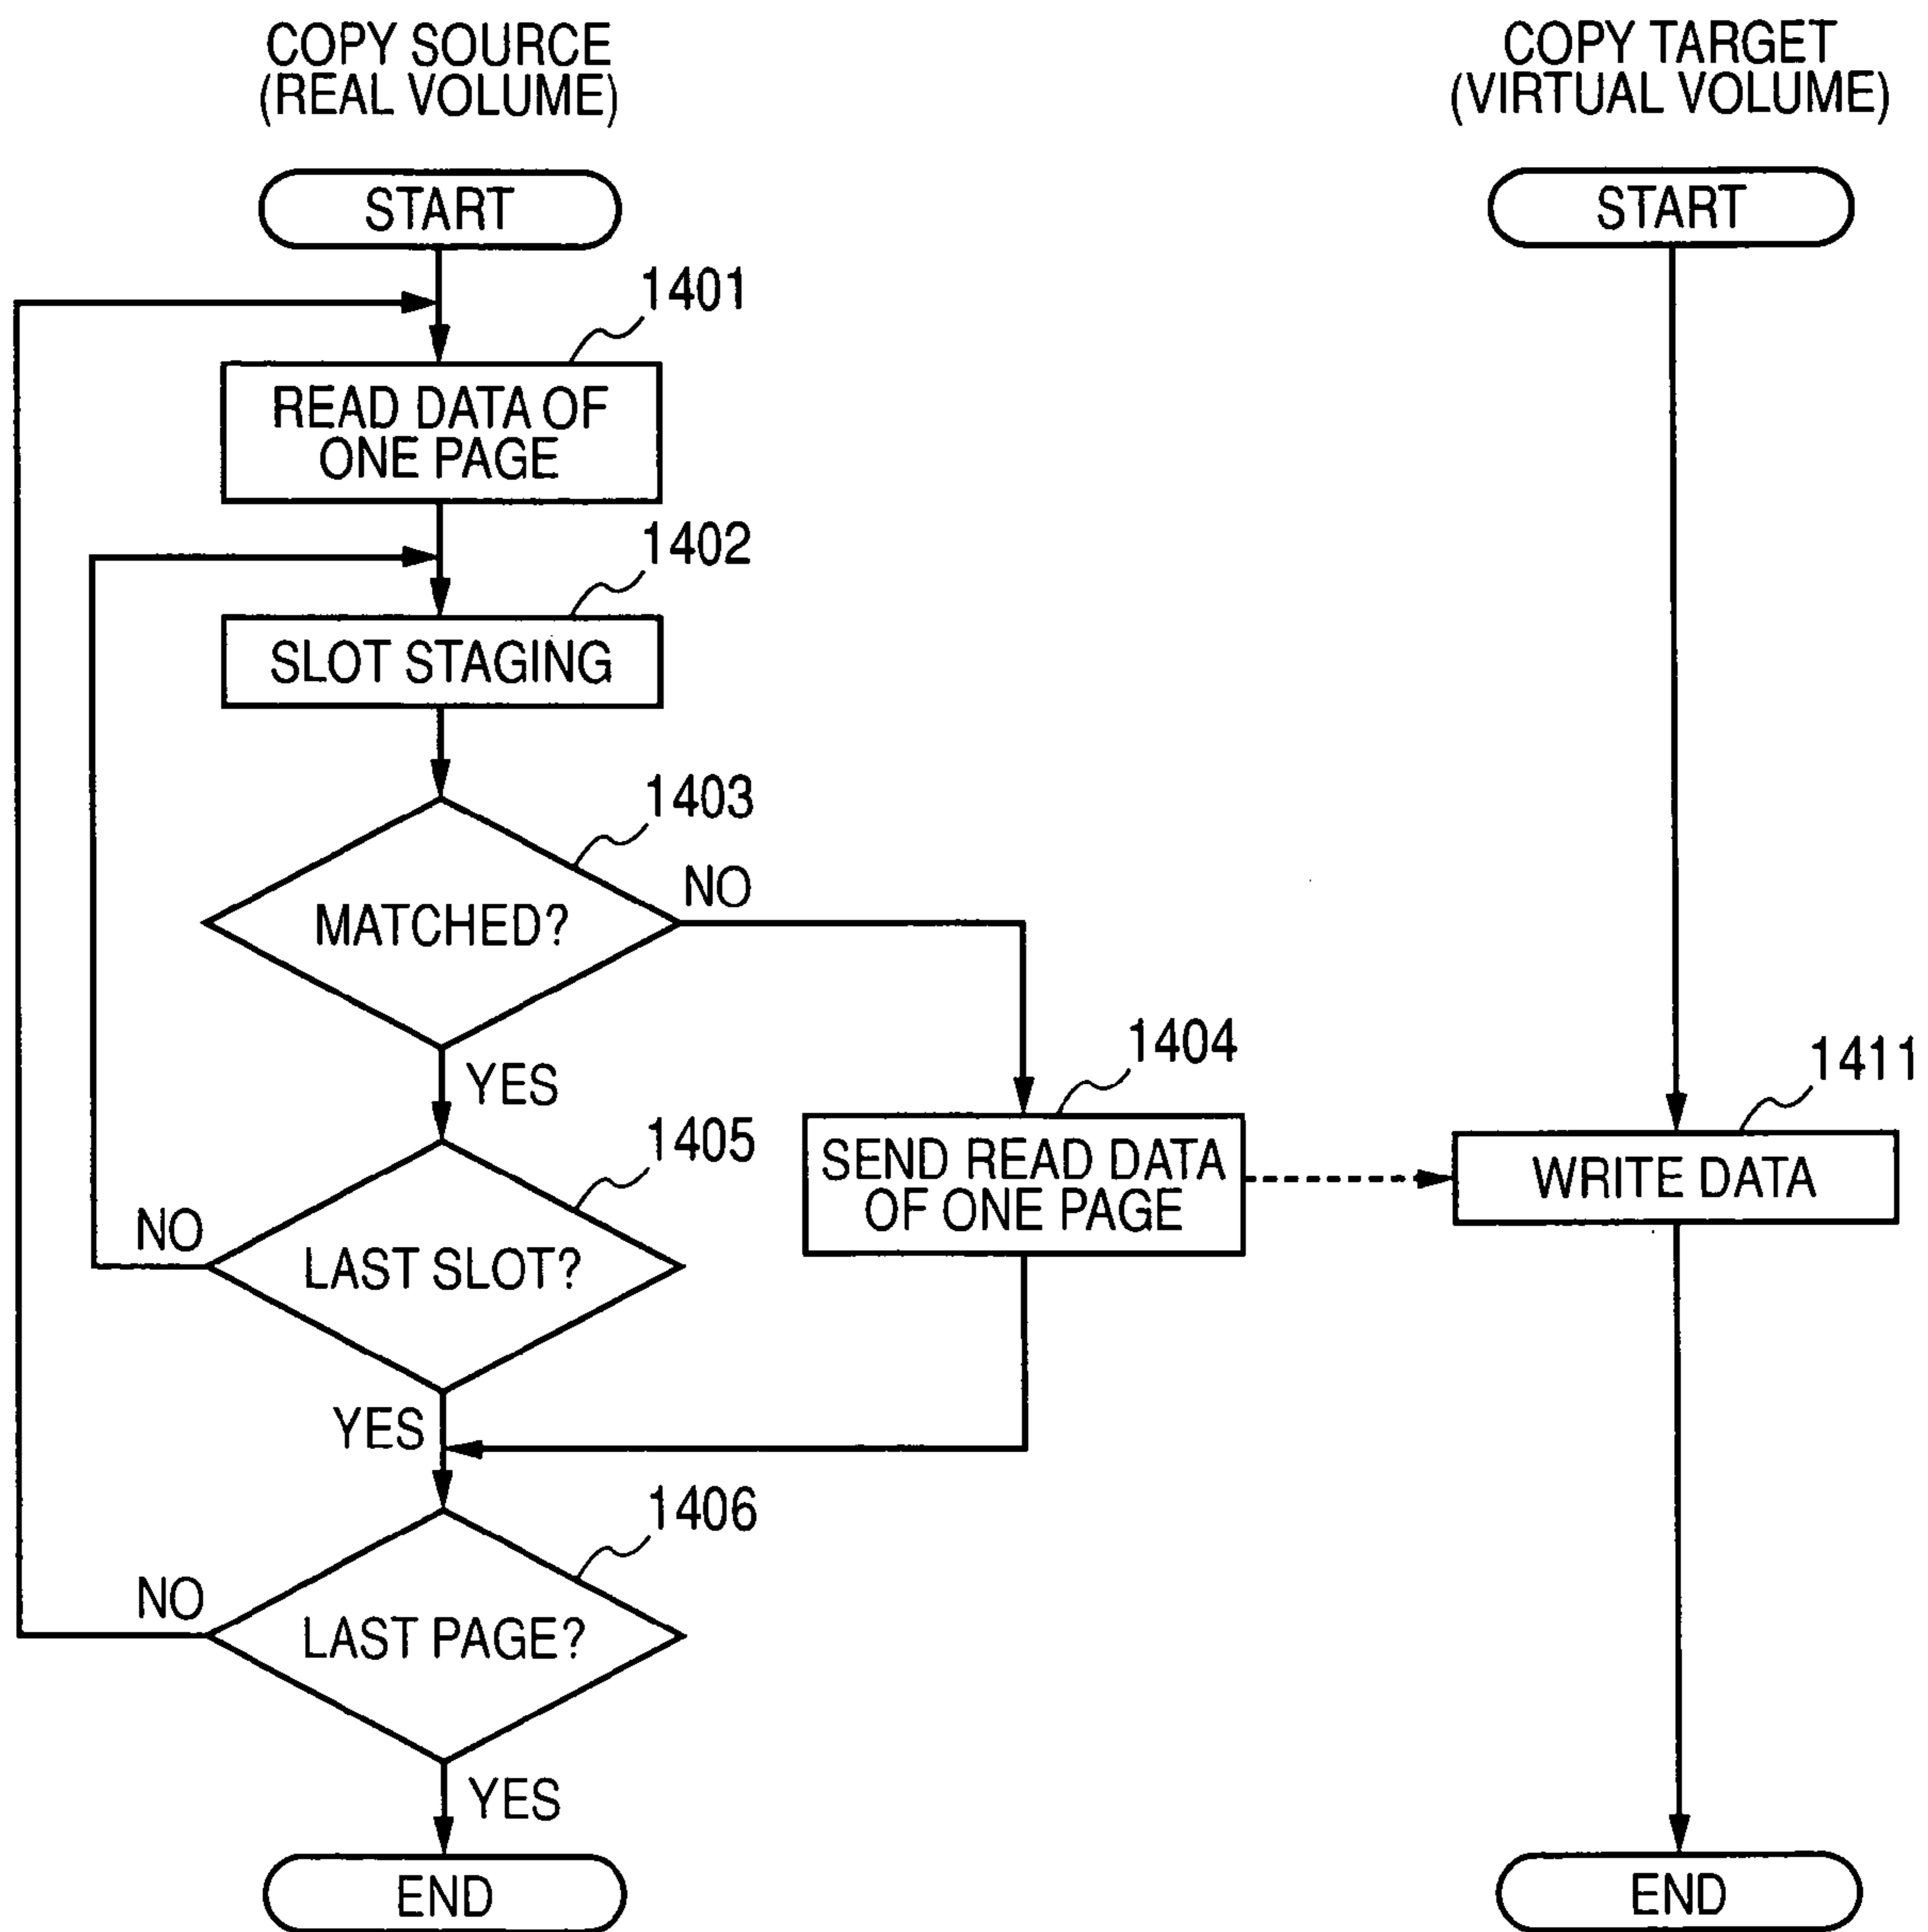 COPY SOURCE
(REAL VOLUME)
COPY TARGET
(VIRTUAL VOLUME)
START
START
1401
READ DATA OF
ONE PAGE
1402
SLOT STAGING
1403
MATCHED?
NO
YES
1404
SEND READ DATA
OF ONE PAGE
1411
WRITE DATA
1405
LAST SLOT?
NO
YES
1406
LAST PAGE?
NO
YES
END
END